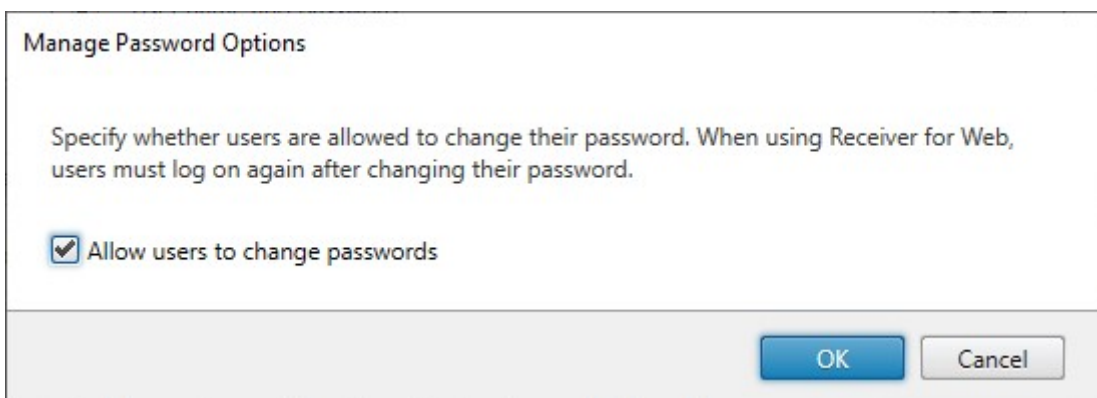 Manage Password Options
Specify whether users are allowed to change their password. When using Receiver for Web,
users must log on again after changing their password.
Allow users to change passwords
OK
Cancel